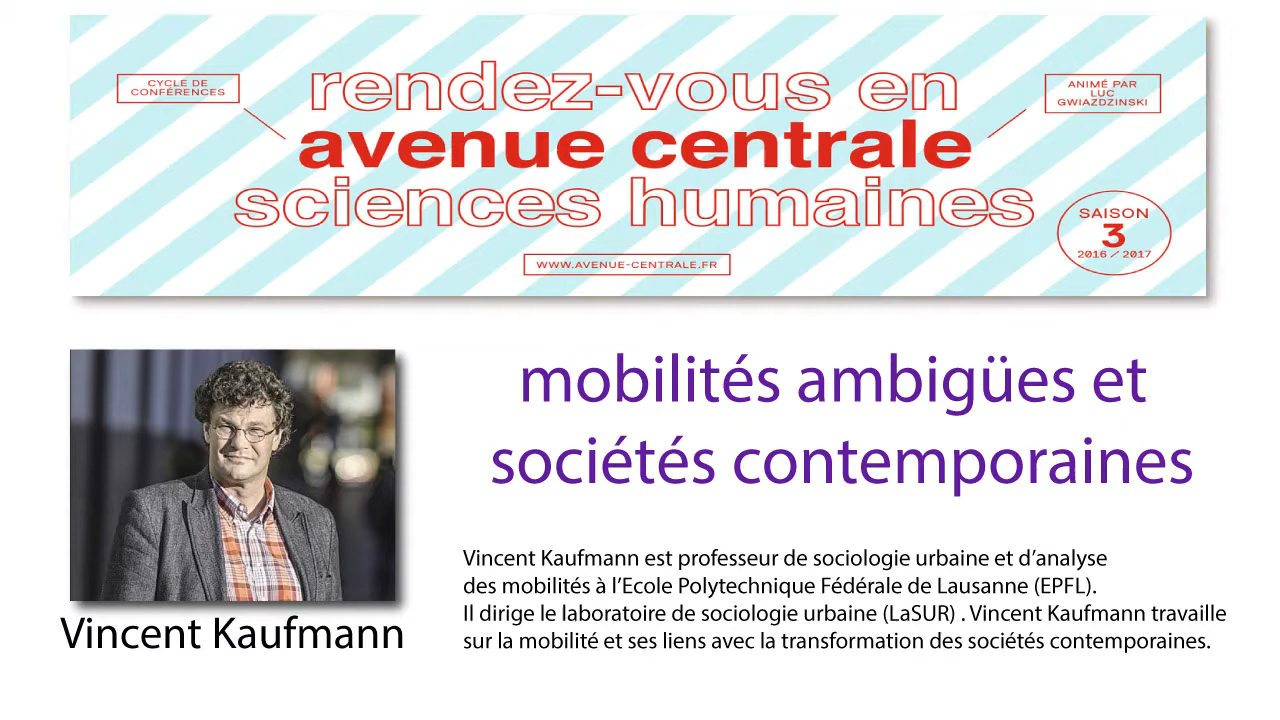 CYCLE DE
CONFÉRENCES
rendez-vous en
avenue centrale
sciences humaines
ANIMÉ PAR
LUC
GWIAZDZINSKI
SAISON
3
2016 / 2017
WWW.AVENUE-CENTRALE.FR
mobilités ambigües et
sociétés contemporaines
Vincent Kaufmann est professeur de sociologie urbaine et d’analyse
des mobilités à l’Ecole Polytechnique Fédérale de Lausanne (EPFL).
Il dirige le laboratoire de sociologie urbaine (LaSUR) . Vincent Kaufmann travaille
sur la mobilité et ses liens avec la transformation des sociétés contemporaines.
Vincent Kaufmann